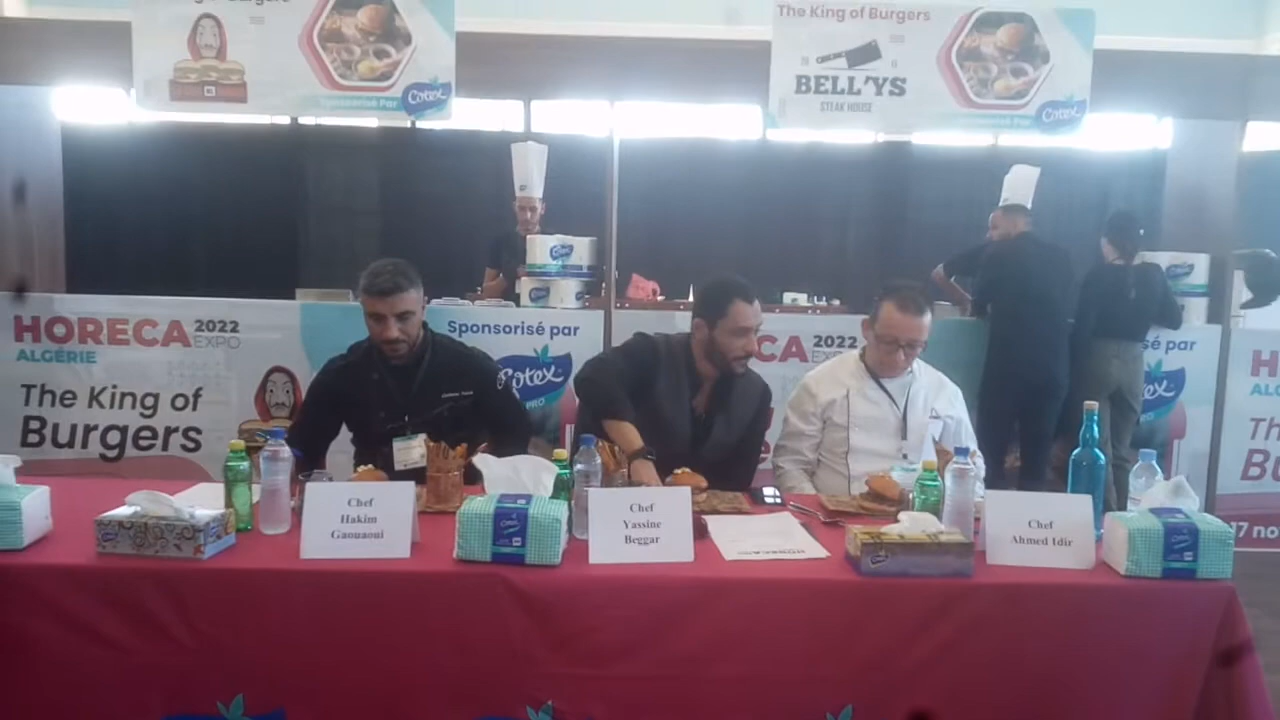 Sponsorisé Par
Cotex
The King of Burgers
BELL'YS
STEAK HOUSE
Cotex
HORECA 2022
EXPO
ALGÉRIE
The King of
Burgers
Sponsorisé par
Cotex
PRO
CA 2022
EXPO
sé par
Chef
Hakim
Gaouaoui
Chef
Yassine
Beggar
Chef
Ahmed Idir
Cotex
HORECA
17 no